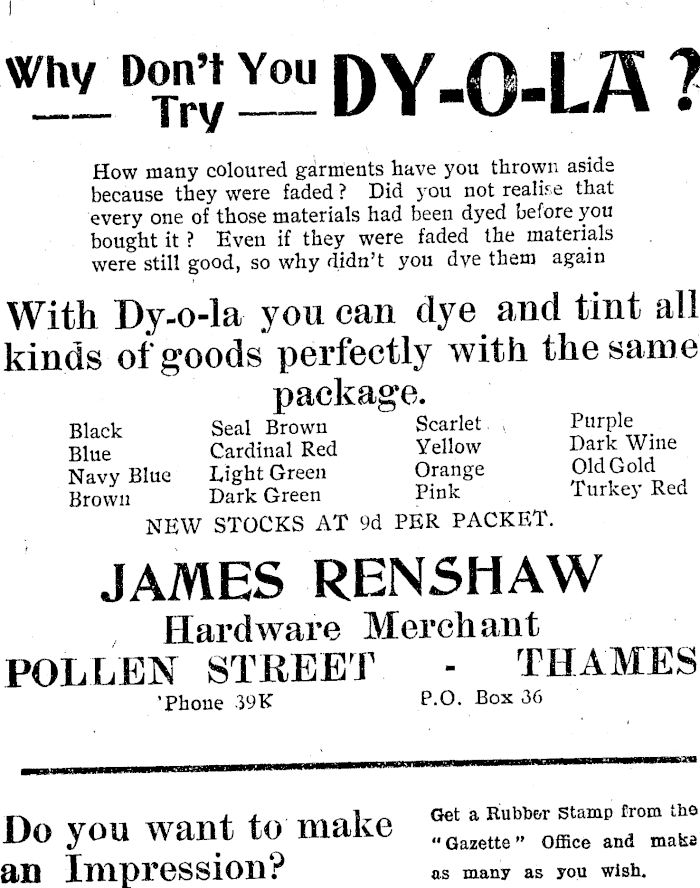 Why Don't You Try DY-O-LA ?
How many coloured garments have you thrown aside
because they were faded ? Did you not realise that
every one of those materials had been dyed before you
bought it ? Even if they were faded the materials
were still good, so why didn't you dye them again
With Dy-o-la you can dye and tint all
kinds of goods perfectly with the same
package.
Black Seal Brown Scarlet Purple
Blue Cardinal Red Yellow Dark Wine
Navy Blue Light Green Orange Old Gold
Brown Dark Green Pink Turkey Red
NEW STOCKS AT 9d PER PACKET.
JAMES RENSHAW
Hardware Merchant
POLLEN STREET - THAMES
'Phone 39K P.O. Box 36
Do you want to make
an Impression?
Get a Rubber Stamp from the
"Gazette" Office and make
as many as you wish.